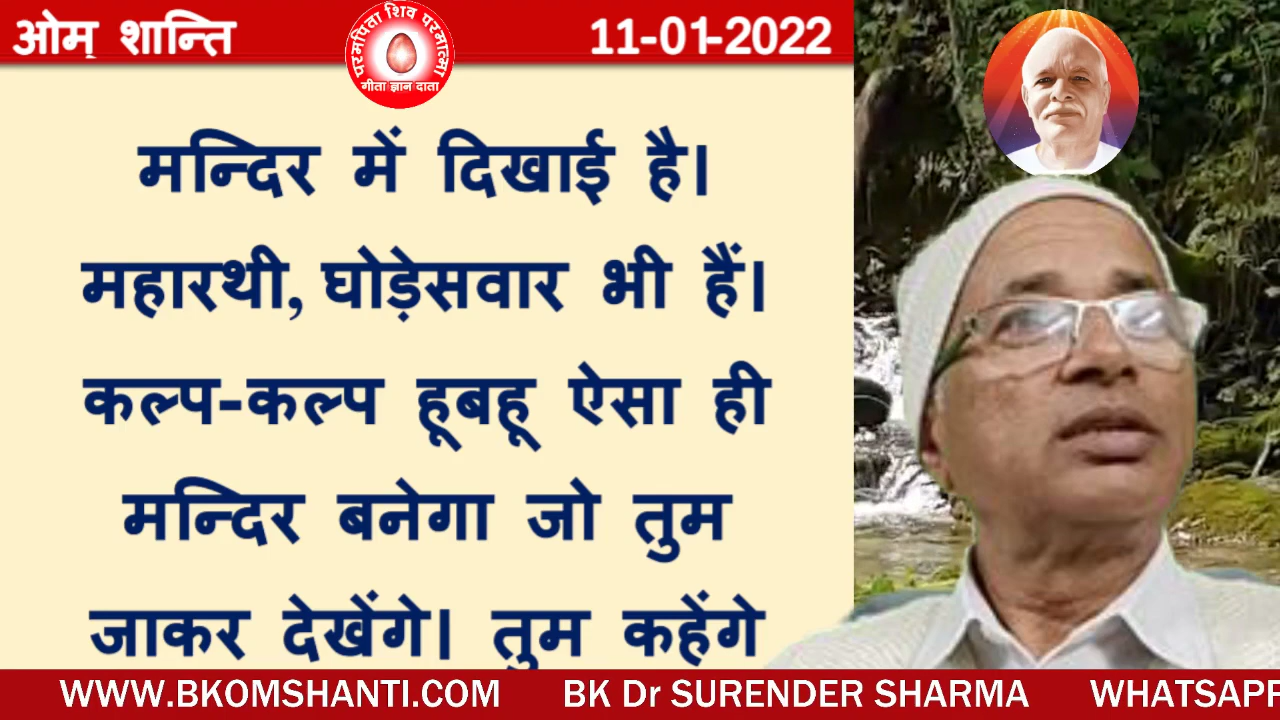 ओम् शान्ति
परमपिता शिव परमात्मा
गीता ज्ञान दाता
11-01-2022
मन्दिर में दिखाई है।
महारथी, घोड़ेसवार भी हैं।
कल्प-कल्प हूबहू ऐसा ही
मन्दिर बनेगा जो तुम
जाकर देखेंगे। तुम कहेंगे
WWW.BKOMSHANTI.COM BK Dr SURENDER SHARMA WHATSAPP